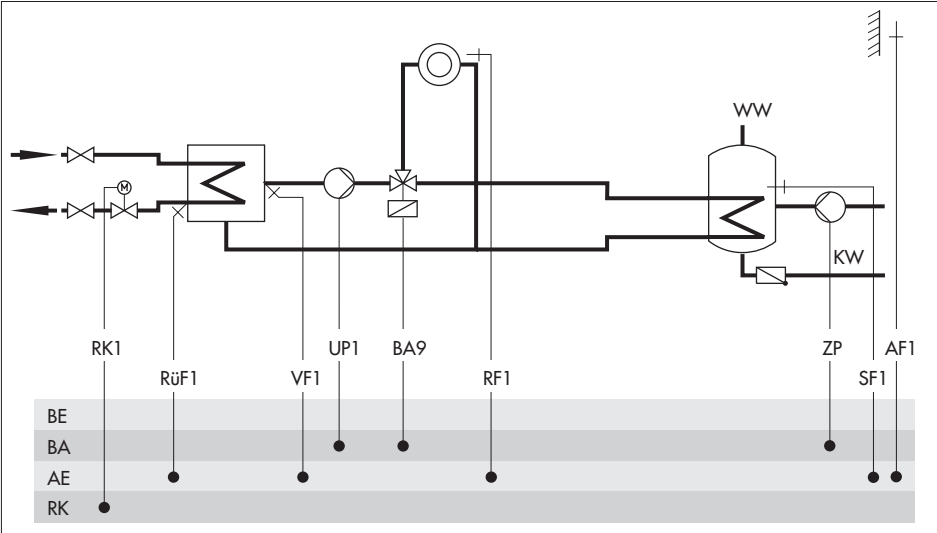 WW
M
KW
RK1 UP1 BA9 ZP AF1
RüF1 VF1 RF1 SF1
BE
BA
AE
RK